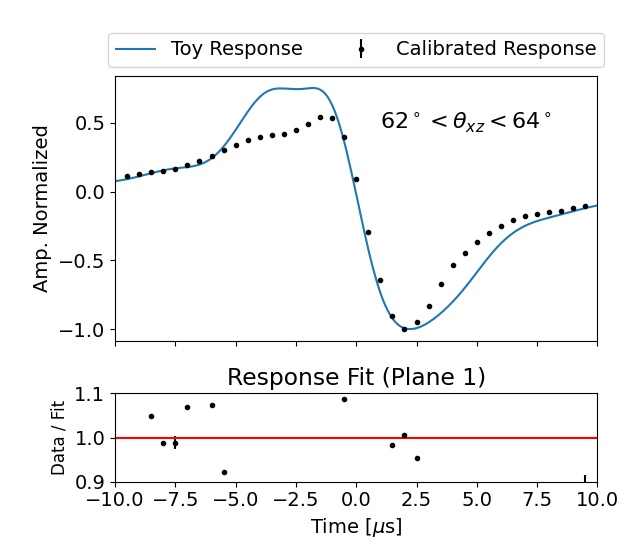 Toy Response
Calibrated Response
62° < θxz < 64°
Amp. Normalized
0.5
0.0
−0.5
−1.0
Response Fit (Plane 1)
Data / Fit
1.1
1.0
0.9
−10.0 −7.5 −5.0 −2.5 0.0 2.5 5.0 7.5 10.0
Time [μs]